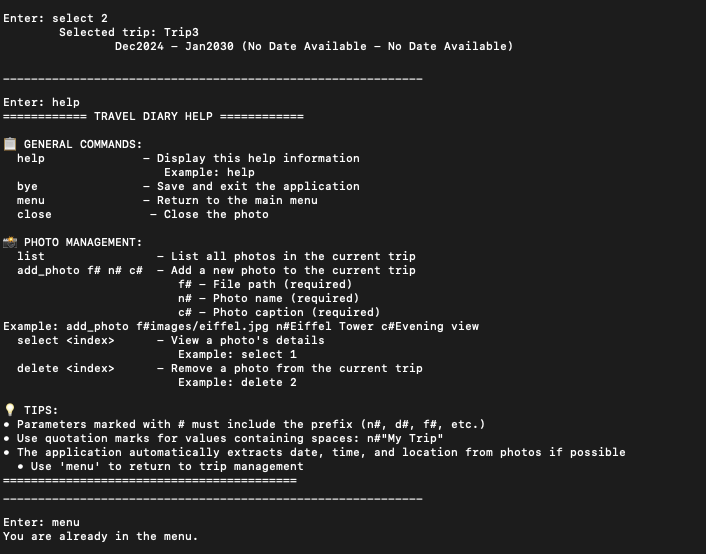 Enter: select 2
Selected trip: Trip3
Dec2024 – Jan2030 (No Date Available – No Date Available)
____________________________________________________________
Enter: help
============ TRAVEL DIARY HELP ============
📋 GENERAL COMMANDS:
help – Display this help information
Example: help
bye – Save and exit the application
menu – Return to the main menu
close – Close the photo
📸 PHOTO MANAGEMENT:
list – List all photos in the current trip
add_photo f# n# c# – Add a new photo to the current trip
f# – File path (required)
n# – Photo name (required)
c# – Photo caption (required)
Example: add_photo f#images/eiffel.jpg n#Eiffel Tower c#Evening view
select <index> – View a photo's details
Example: select 1
delete <index> – Remove a photo from the current trip
Example: delete 2
💡 TIPS:
• Parameters marked with # must include the prefix (n#, d#, f#, etc.)
• Use quotation marks for values containing spaces: n#"My Trip"
• The application automatically extracts date, time, and location from photos if possible
• Use 'menu' to return to trip management
==========================================
____________________________________________________________
Enter: menu
You are already in the menu.